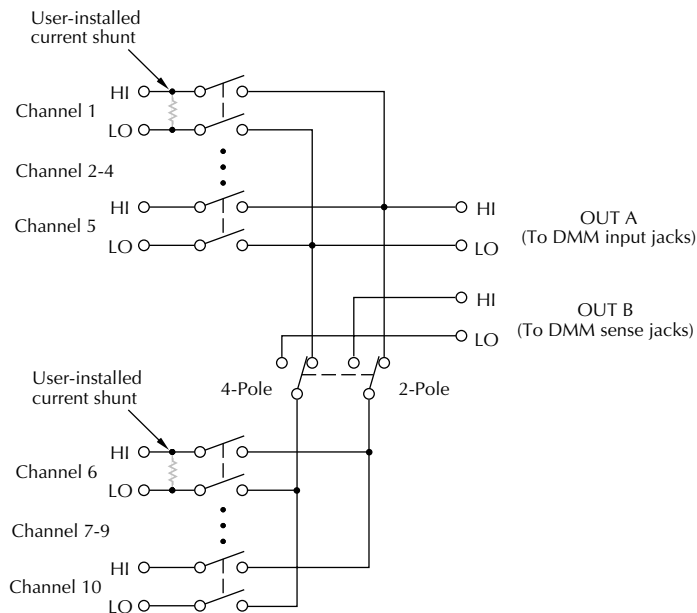 User-installed
current shunt
HI
Channel 1
LO
Channel 2-4
HI
Channel 5
LO
HI
OUT A
(To DMM input jacks)
LO
HI
OUT B
(To DMM sense jacks)
LO
User-installed
current shunt
4-Pole
2-Pole
HI
Channel 6
LO
Channel 7-9
HI
Channel 10
LO